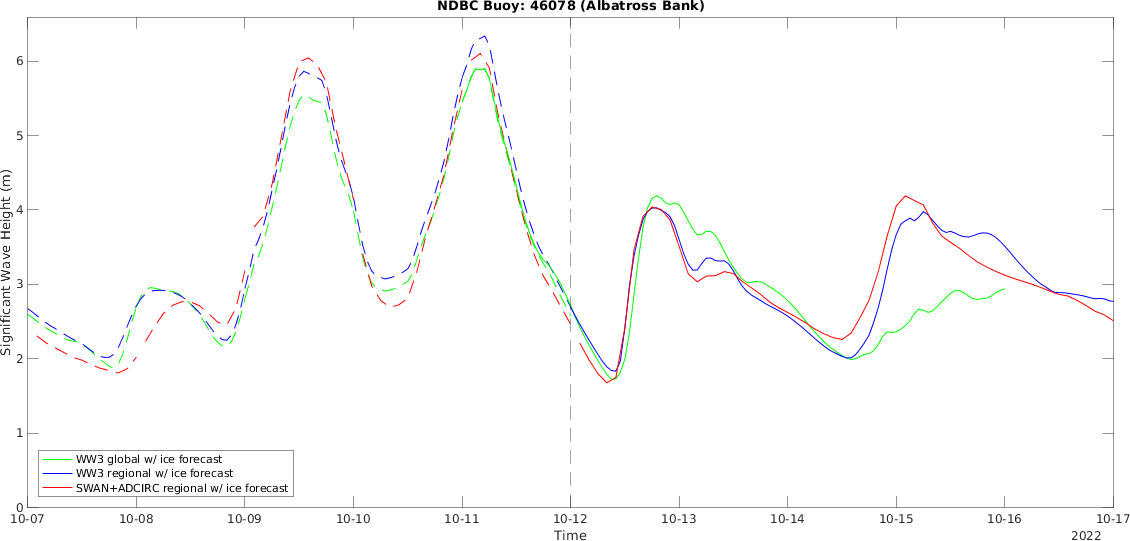 NDBC Buoy: 46078 (Albatross Bank)
Significant Wave Height (m)
6
5
4
3
2
1
0
WW3 global w/ ice forecast
WW3 regional w/ ice forecast
SWAN+ADCIRC regional w/ ice forecast
10-07 10-08 10-09 10-10 10-11 10-12 10-13 10-14 10-15 10-16 10-17
Time
2022